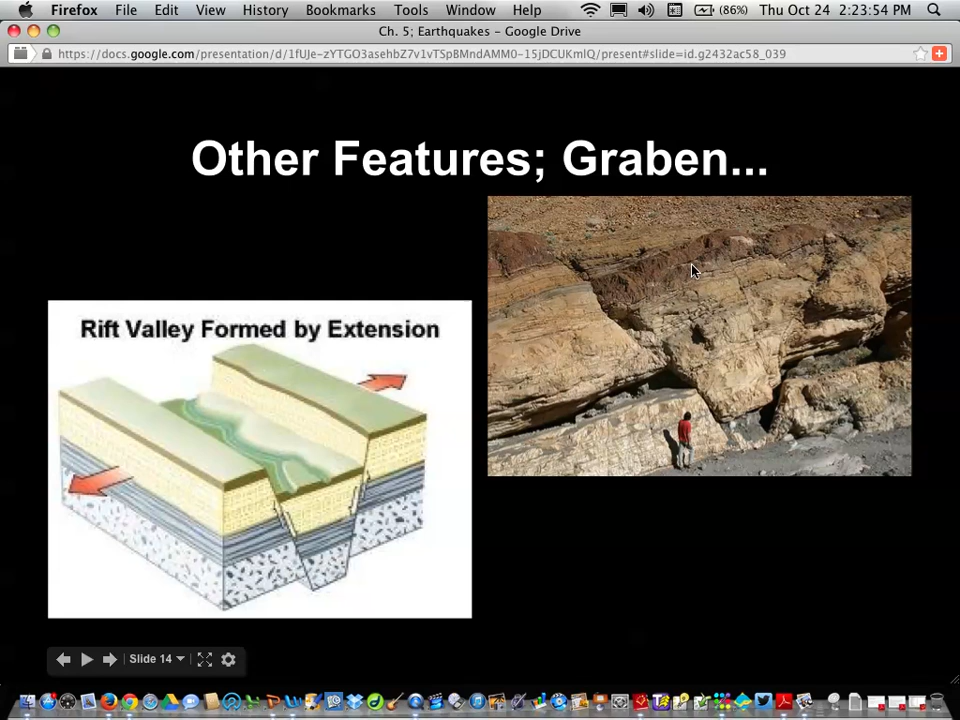 Firefox File Edit View History Bookmarks Tools Window Help (86%) Thu Oct 24 2:23:54 PM
Ch. 5; Earthquakes - Google Drive
https://docs.google.com/presentation/d/1fUJe-zYTGO3asehbZ7v1vTSpBMndAMM0-15jDCUKmlQ/present#slide=id.g2432ac58_039
Other Features; Graben...
Rift Valley Formed by Extension
Slide 14